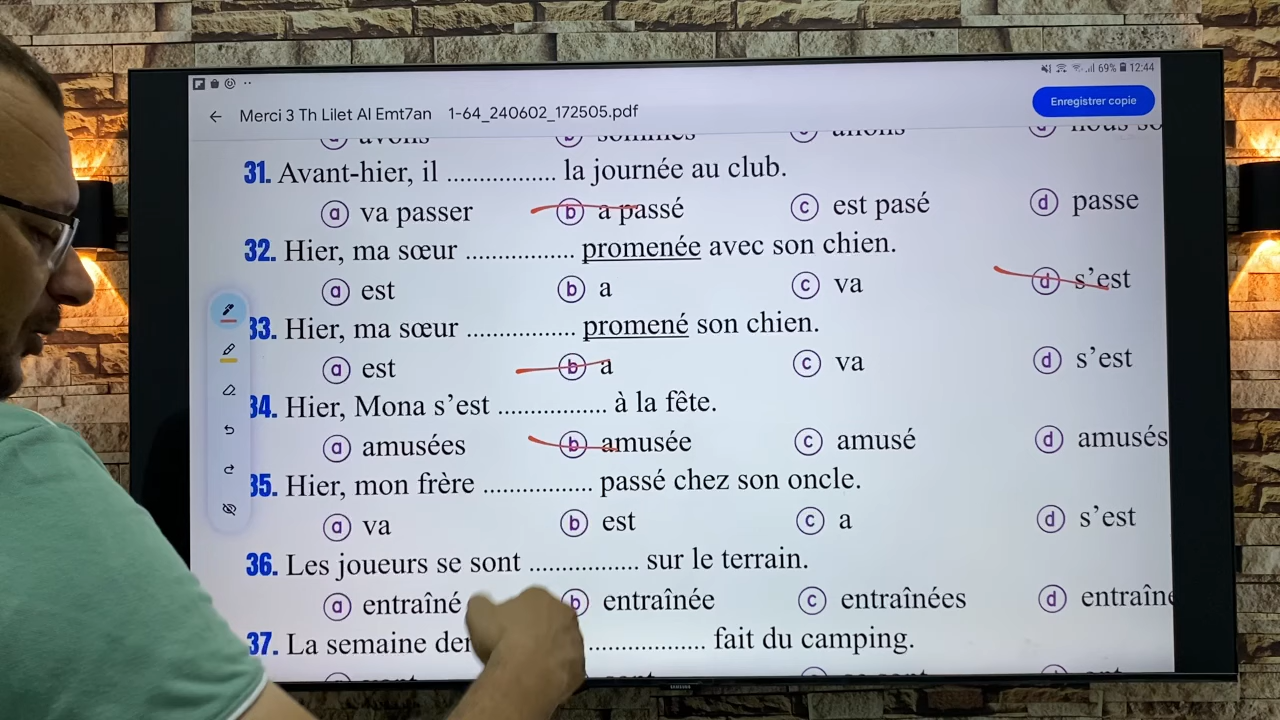 69% 12:44
← Merci 3 Th Lilet Al Emt7an 1-64_240602_172505.pdf
Enregistrer copie
31. Avant-hier, il .................. la journée au club.
a va passer b a passé c est pasé d passe
32. Hier, ma sœur .................. promenée avec son chien.
a est b a c va d s'est
33. Hier, ma sœur .................. promené son chien.
a est b a c va d s'est
34. Hier, Mona s'est .................. à la fête.
a amusées b amusée c amusé d amusés
35. Hier, mon frère .................. passé chez son oncle.
a va b est c a d s'est
36. Les joueurs se sont .................. sur le terrain.
a entraîné b entraînée c entraînées d
37. La semaine .................. fait du camping.
SAMSUNG